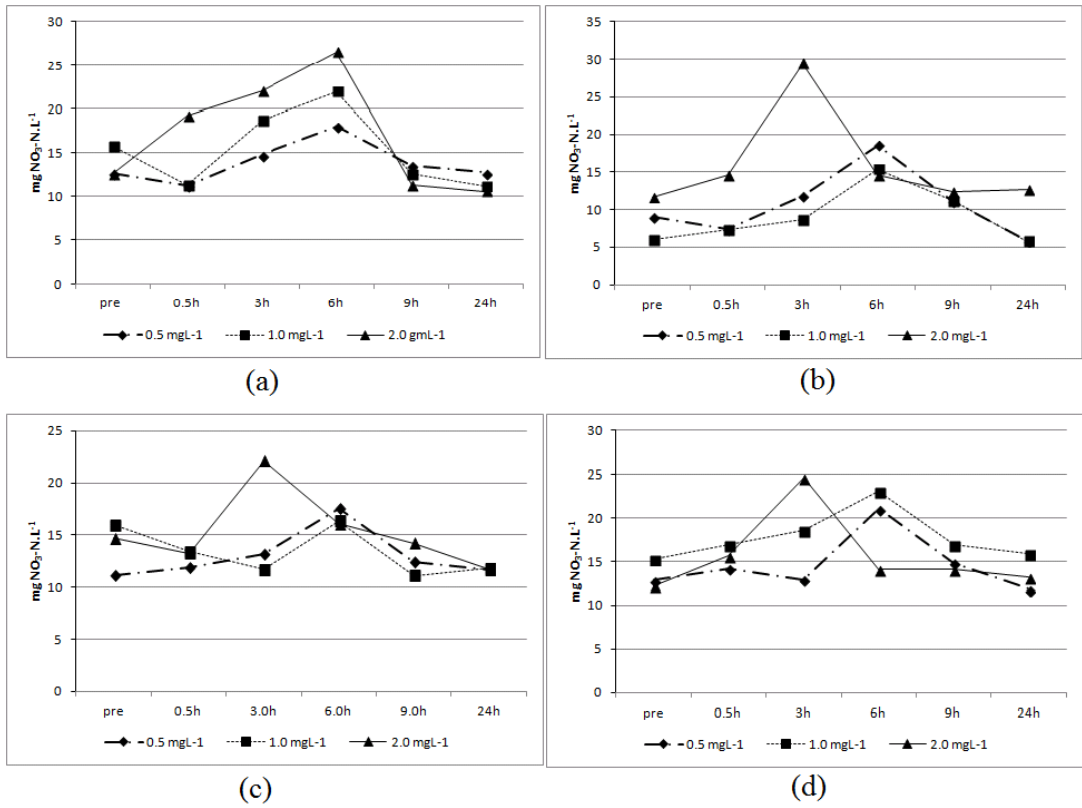 mg NO₃-N.L⁻¹
30
25
20
15
10
5
0
pre 0.5h 3h 6h 9h 24h
0.5 mgL-1 1.0 mgL-1 2.0 gmL-1
(a)
mg NO₃-N.L⁻¹
35
30
25
20
15
10
5
0
pre 0.5h 3h 6h 9h 24h
0.5 mgL-1 1.0 mgL-1 2.0 mgL-1
(b)
mg NO₃-N.L⁻¹
25
20
15
10
5
0
pre 0.5h 3.0h 6.0h 9.0h 24h
0.5 mgL-1 1.0 mgL-1 2.0 mgL-1
(c)
mg NO₃-N.L⁻¹
30
25
20
15
10
5
0
pre 0.5h 3h 6h 9h 24h
0.5 mgL-1 1.0 mgL-1 2.0 mgL-1
(d)